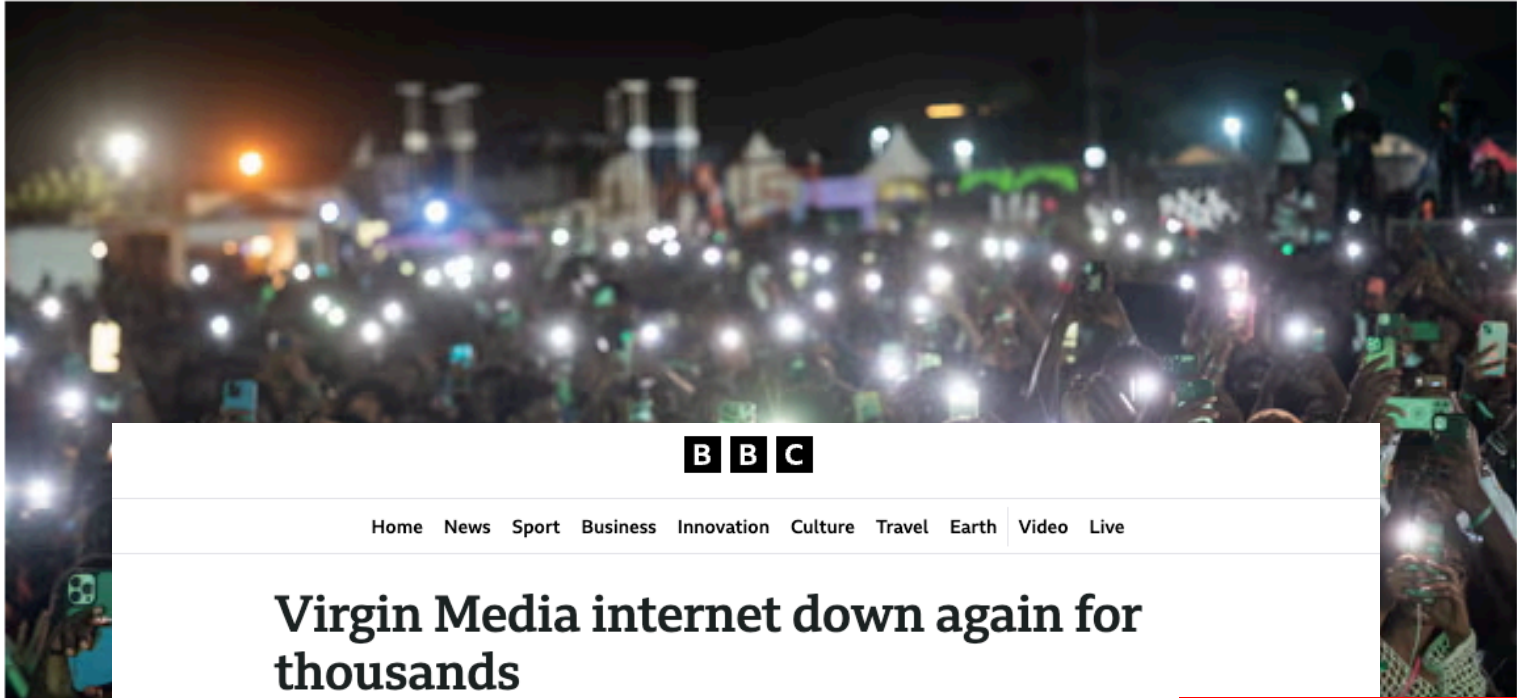 BBC
Home News Sport Business Innovation Culture Travel Earth Video Live
Virgin Media internet down again for
thousands